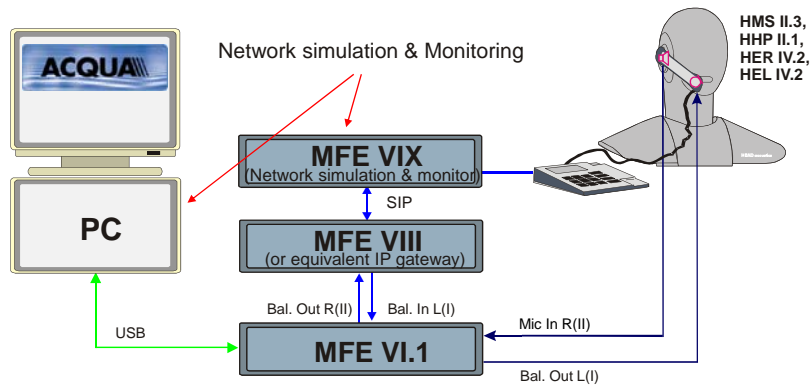 HMS II.3,
HHP II.1,
HER IV.2,
HEL IV.2
Network simulation & Monitoring
ACQUA
MFE VIX
(Network simulation & monitor)
SIP
PC
MFE VIII
(or equivalent IP gateway)
Bal. Out R(II)
Bal. In L(I)
USB
Mic In R(II)
MFE VI.1
Bal. Out L(I)